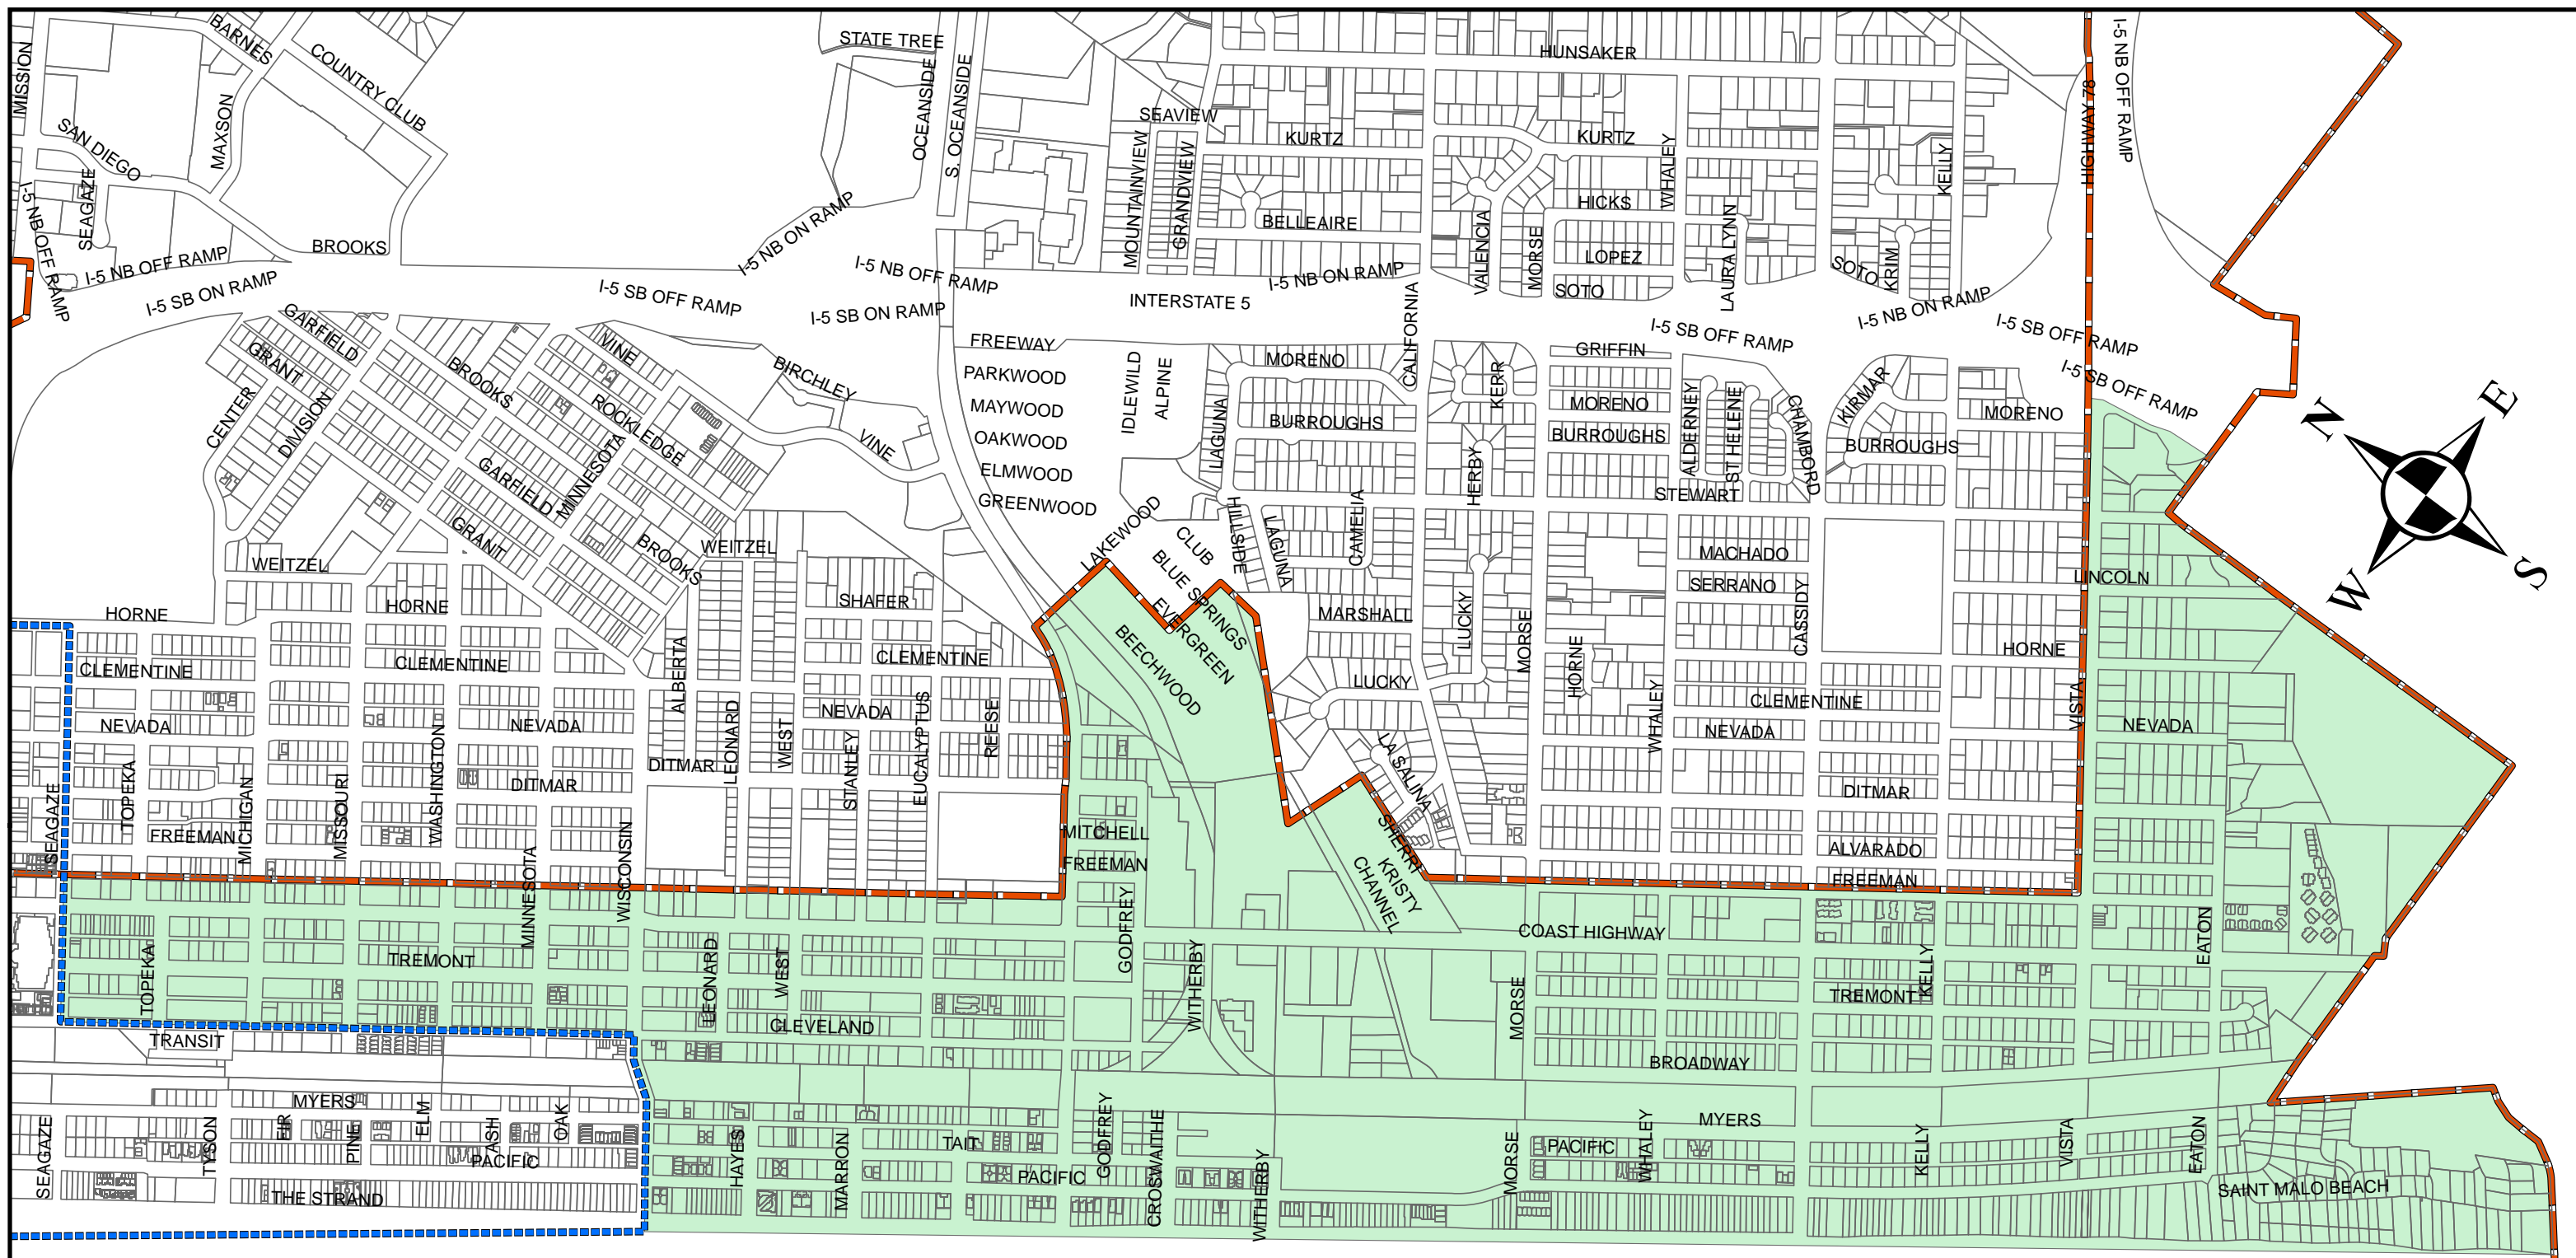 BARNES
STATE TREE
HUNSAKER
I-5 NB OFF RAMP
MISSION
COUNTRY CLUB
OCEANSIDE
S. OCEANSIDE
HIGHWAY 78
SAN DIEGO
MAXSON
SEAVIEW
KURTZ
KURTZ
WHALEY
KELLY
SEAGAZE
MOUNTAINVIEW
GRANDVIEW
BELLEAIRE
VALENCIA
MORSE
HICKS
LAURA LYNN
N
E
S
W
I-5 NB OFF RAMP
I-5 NB OFF RAMP
BROOKS
I-5 NB ON RAMP
I-5 NB OFF RAMP
I-5 NB ON RAMP
LOPEZ
SOTO
SOTO
KRIM
I-5 SB ON RAMP
I-5 SB OFF RAMP
I-5 SB ON RAMP
INTERSTATE 5
CALIFORNIA
I-5 NB ON RAMP
GARFIELD
GRANT
BROOKS
VINE
BIRCHLEY
FREEWAY
PARKWOOD
MAYWOOD
OAKWOOD
ELMWOOD
GREENWOOD
IDLEWILD
ALPINE
LAGUNA
MORENO
BURROUGHS
KERR
GRIFFIN
MORENO
BURROUGHS
I-5 SB OFF RAMP
I-5 SB OFF RAMP
I-5 SB OFF RAMP
ALDERNEY
ST HELENE
CHAMBORD
KIRMAR
BURROUGHS
MORENO
CENTER
DIVISION
ROCKLEDGE
MINNESOTA
GARFIELD
GRANT
BROOKS
VINE
STEWART
HERBY
WEITZEL
WEITZEL
LAKEWOOD
CLUB
BLUE SPRINGS
EVERGREEN
BEECHWOOD
HILLSIDE
LAGUNA
CAMELIA
MACHADO
SERRANO
CASSIDY
LINCOLN
HORNE
HORNE
SHAFER
MARSHALL
LUCKY
MORSE
HORNE
HORNE
CLEMENTINE
CLEMENTINE
ALBERTA
CLEMENTINE
LUCKY
WHALEY
CLEMENTINE
VISTA
NEVADA
NEVADA
LEONARD
WEST
NEVADA
STANLEY
EUCALYPTUS
REESE
NEVADA
NEVADA
SEAGAZE
TOPEKA
MICHIGAN
MISSOURI
WASHINGTON
DITMAR
DITMAR
LA SALINA
DITMAR
FREEMAN
MINNESOTA
WISCONSIN
MITCHELL
FREEMAN
SHERRI
KRISTY
CHANNEL
ALVARADO
FREEMAN
TOPEKA
TREMONT
LEONARD
WEST
GODFREY
WITHERBY
COAST HIGHWAY
MORSE
KELLY
TREMONT
EATON
TRANSIT
CLEVELAND
BROADWAY
MYERS
MYERS
SEAGAZE
TYSON
FIR
PINE
ELM
ASH
OAK
PACIFIC
THE STRAND
HAYES
MARRON
TAIT
PACIFIC
GODFREY
CROSWAITHE
WITHERBY
MORSE
PACIFIC
WHALEY
KELLY
VISTA
EATON
SAINT MALO BEACH